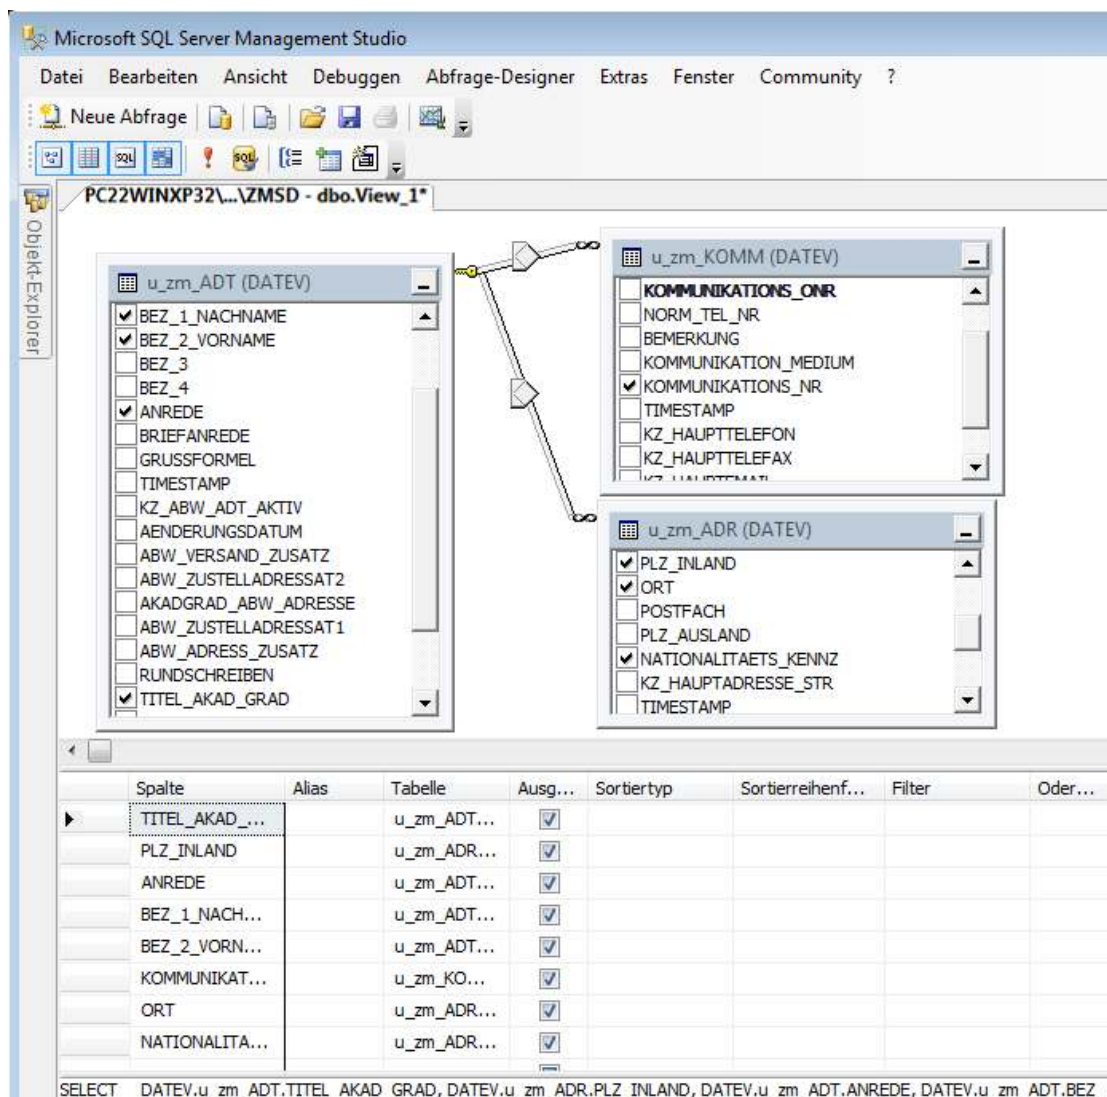 Microsoft SQL Server Management Studio
Datei Bearbeiten Ansicht Debuggen Abfrage-Designer Extras Fenster Community ?
Neue Abfrage
SQL
SQL
PC22WINXP32\...\ZMSD - dbo.View_1*
Objekt-Explorer
u_zm_ADT (DATEV)
BEZ_1_NACHNAME
BEZ_2_VORNAME
BEZ_3
BEZ_4
ANREDE
BRIEFANREDE
GRUSSFORMEL
TIMESTAMP
KZ_ABW_ADT_AKTIV
AENDERUNGSDATUM
ABW_VERSAND_ZUSATZ
ABW_ZUSTELLADRESSAT2
AKADGRAD_ABW_ADRESSE
ABW_ZUSTELLADRESSAT1
ABW_ADRESS_ZUSATZ
RUNDSCHREIBEN
TITEL_AKAD_GRAD
u_zm_KOMM (DATEV)
KOMMUNIKATIONS_ONR
NORM_TEL_NR
BEMERKUNG
KOMMUNIKATION_MEDIUM
KOMMUNIKATIONS_NR
TIMESTAMP
KZ_HAUPTTELEFON
KZ_HAUPTTELEFAX
KZ_HAUPTEMAIL
u_zm_ADR (DATEV)
PLZ_INLAND
ORT
POSTFACH
PLZ_AUSLAND
NATIONALITAETS_KENNZ
KZ_HAUPTADRESSE_STR
TIMESTAMP
Spalte Alias Tabelle Ausg... Sortiertyp Sortierreihenf... Filter Oder...
TITEL_AKAD_... u_zm_ADT...
PLZ_INLAND u_zm_ADR...
ANREDE u_zm_ADT...
BEZ_1_NACH... u_zm_ADT...
BEZ_2_VORN... u_zm_ADT...
KOMMUNIKAT... u_zm_KO...
ORT u_zm_ADR...
NATIONALITA... u_zm_ADR...
SELECT DATEV.u_zm_ADT.TITEL_AKAD_GRAD, DATEV.u_zm_ADR.PLZ_INLAND, DATEV.u_zm_ADT.ANREDE, DATEV.u_zm_ADT.BEZ